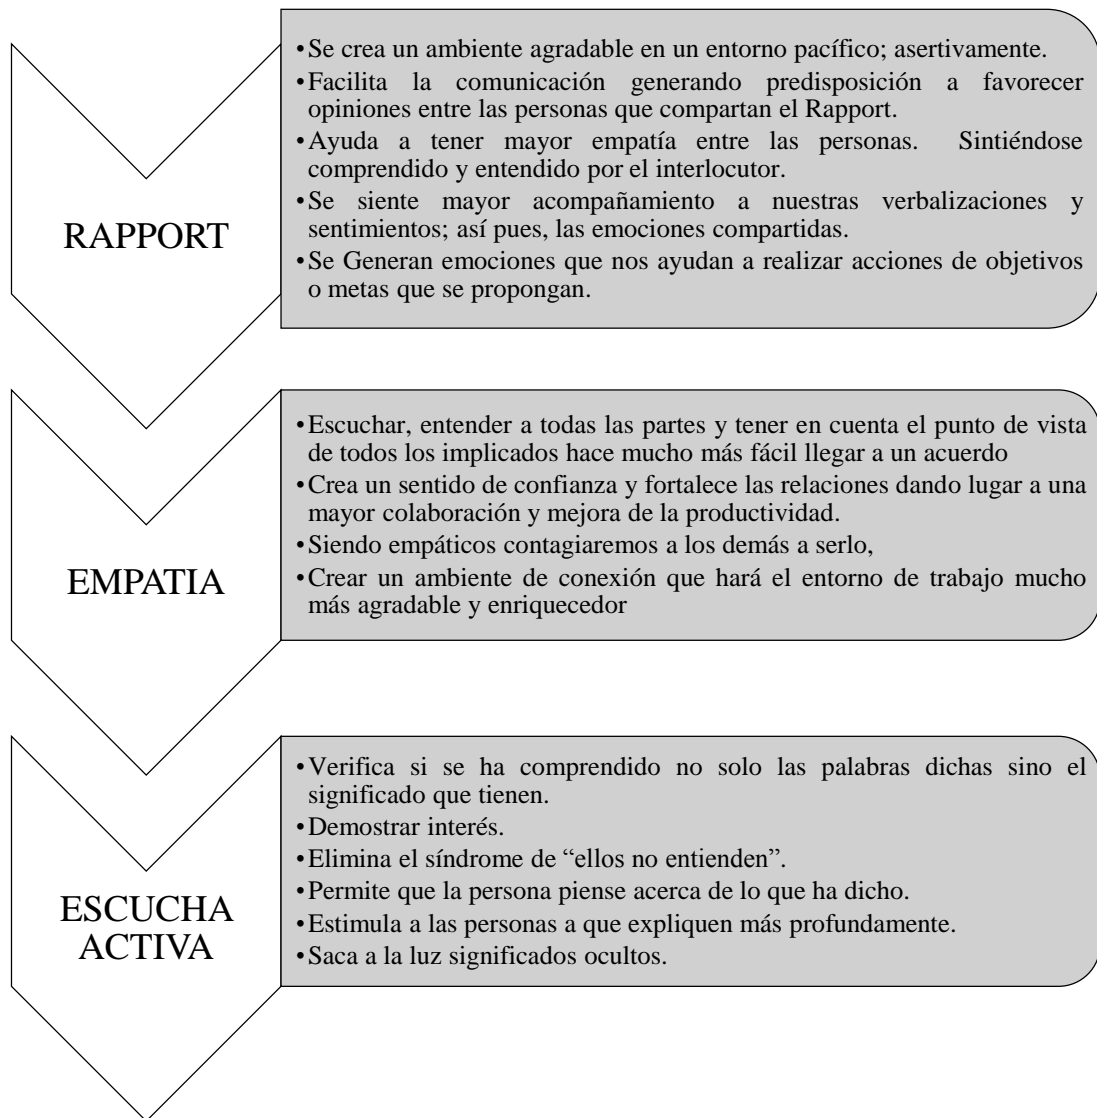 RAPPORT
•Se crea un ambiente agradable en un entorno pacífico; asertivamente.
•Facilita la comunicación generando predisposición a favorecer
opiniones entre las personas que compartan el Rapport.
•Ayuda a tener mayor empatía entre las personas. Sintiéndose
comprendido y entendido por el interlocutor.
•Se siente mayor acompañamiento a nuestras verbalizaciones y
sentimientos; así pues, las emociones compartidas.
•Se Generan emociones que nos ayudan a realizar acciones de objetivos
o metas que se propongan.
EMPATIA
•Escuchar, entender a todas las partes y tener en cuenta el punto de vista
de todos los implicados hace mucho más fácil llegar a un acuerdo
•Crea un sentido de confianza y fortalece las relaciones dando lugar a una
mayor colaboración y mejora de la productividad.
•Siendo empáticos contagiaremos a los demás a serlo,
•Crear un ambiente de conexión que hará el entorno de trabajo mucho
más agradable y enriquecedor
ESCUCHA
ACTIVA
•Verifica si se ha comprendido no solo las palabras dichas sino el
significado que tienen.
•Demostrar interés.
•Elimina el síndrome de “ellos no entienden”.
•Permite que la persona piense acerca de lo que ha dicho.
•Estimula a las personas a que expliquen más profundamente.
•Saca a la luz significados ocultos.